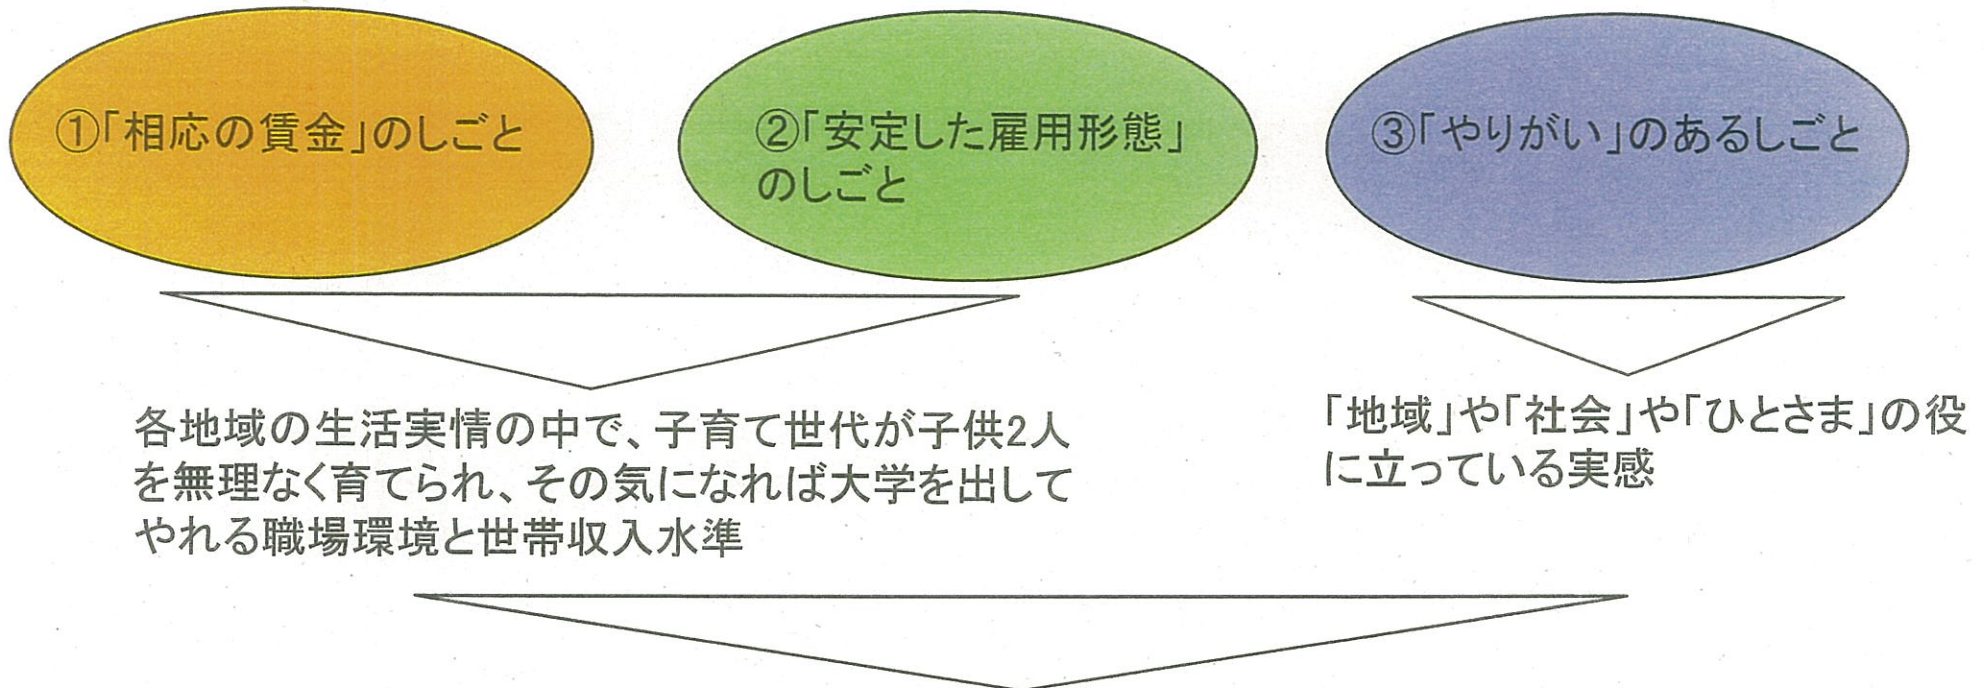 ①「相応の賃金」のしごと
②「安定した雇用形態」
のしごと
③「やりがい」のあるしごと
各地域の生活実情の中で、子育て世代が子供2人
を無理なく育てられ、その気になれば大学を出して
やれる職場環境と世帯収入水準
「地域」や「社会」や「ひとさま」の役
に立っている実感